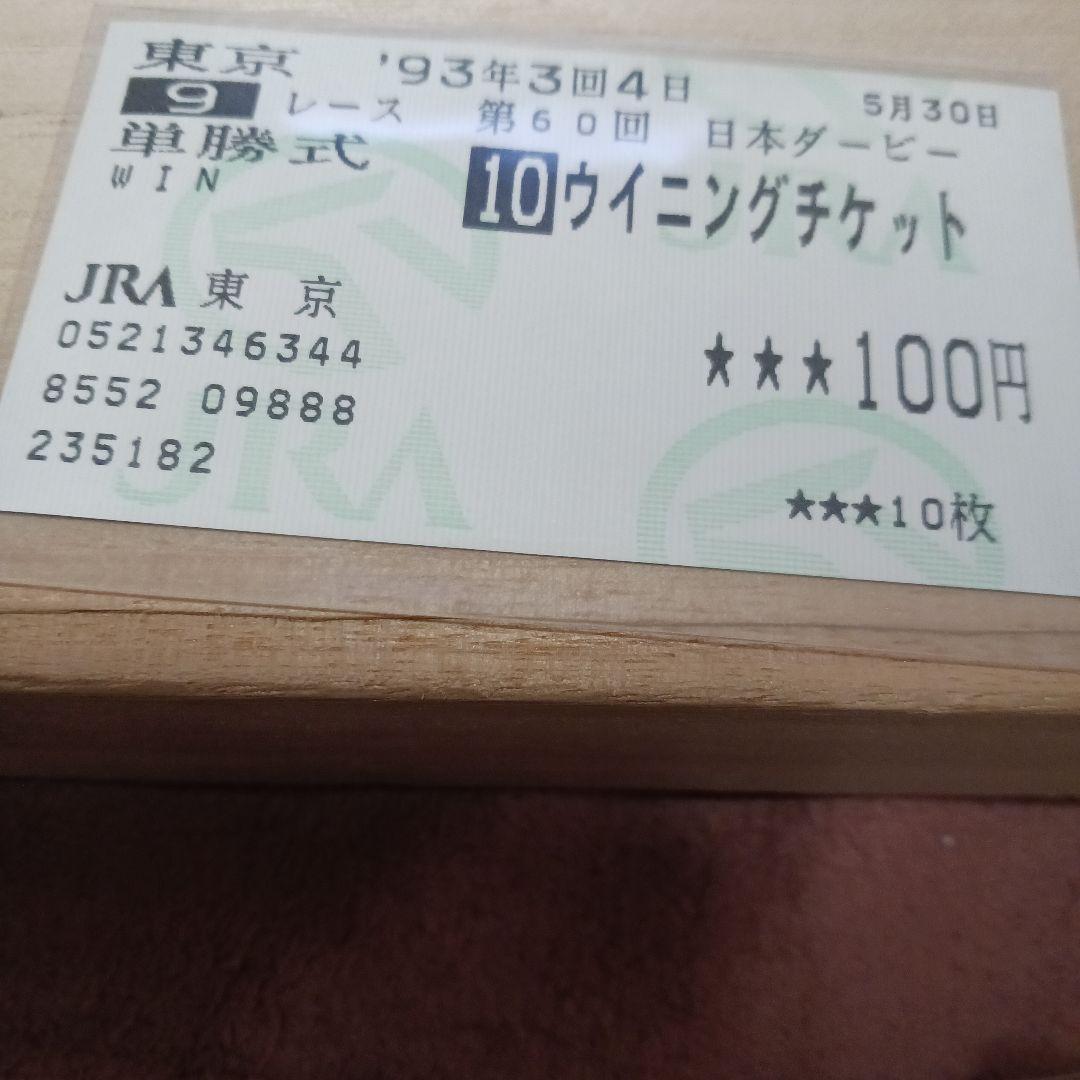 東京 '93年3回4日 5月30日
9 レース 第60回 日本ダービー
単勝式
WIN
10 ウイニングチケット
JRA 東 京
0521346344
8552 09888
235182
★★★100円
★★★10枚
JRA
JRA